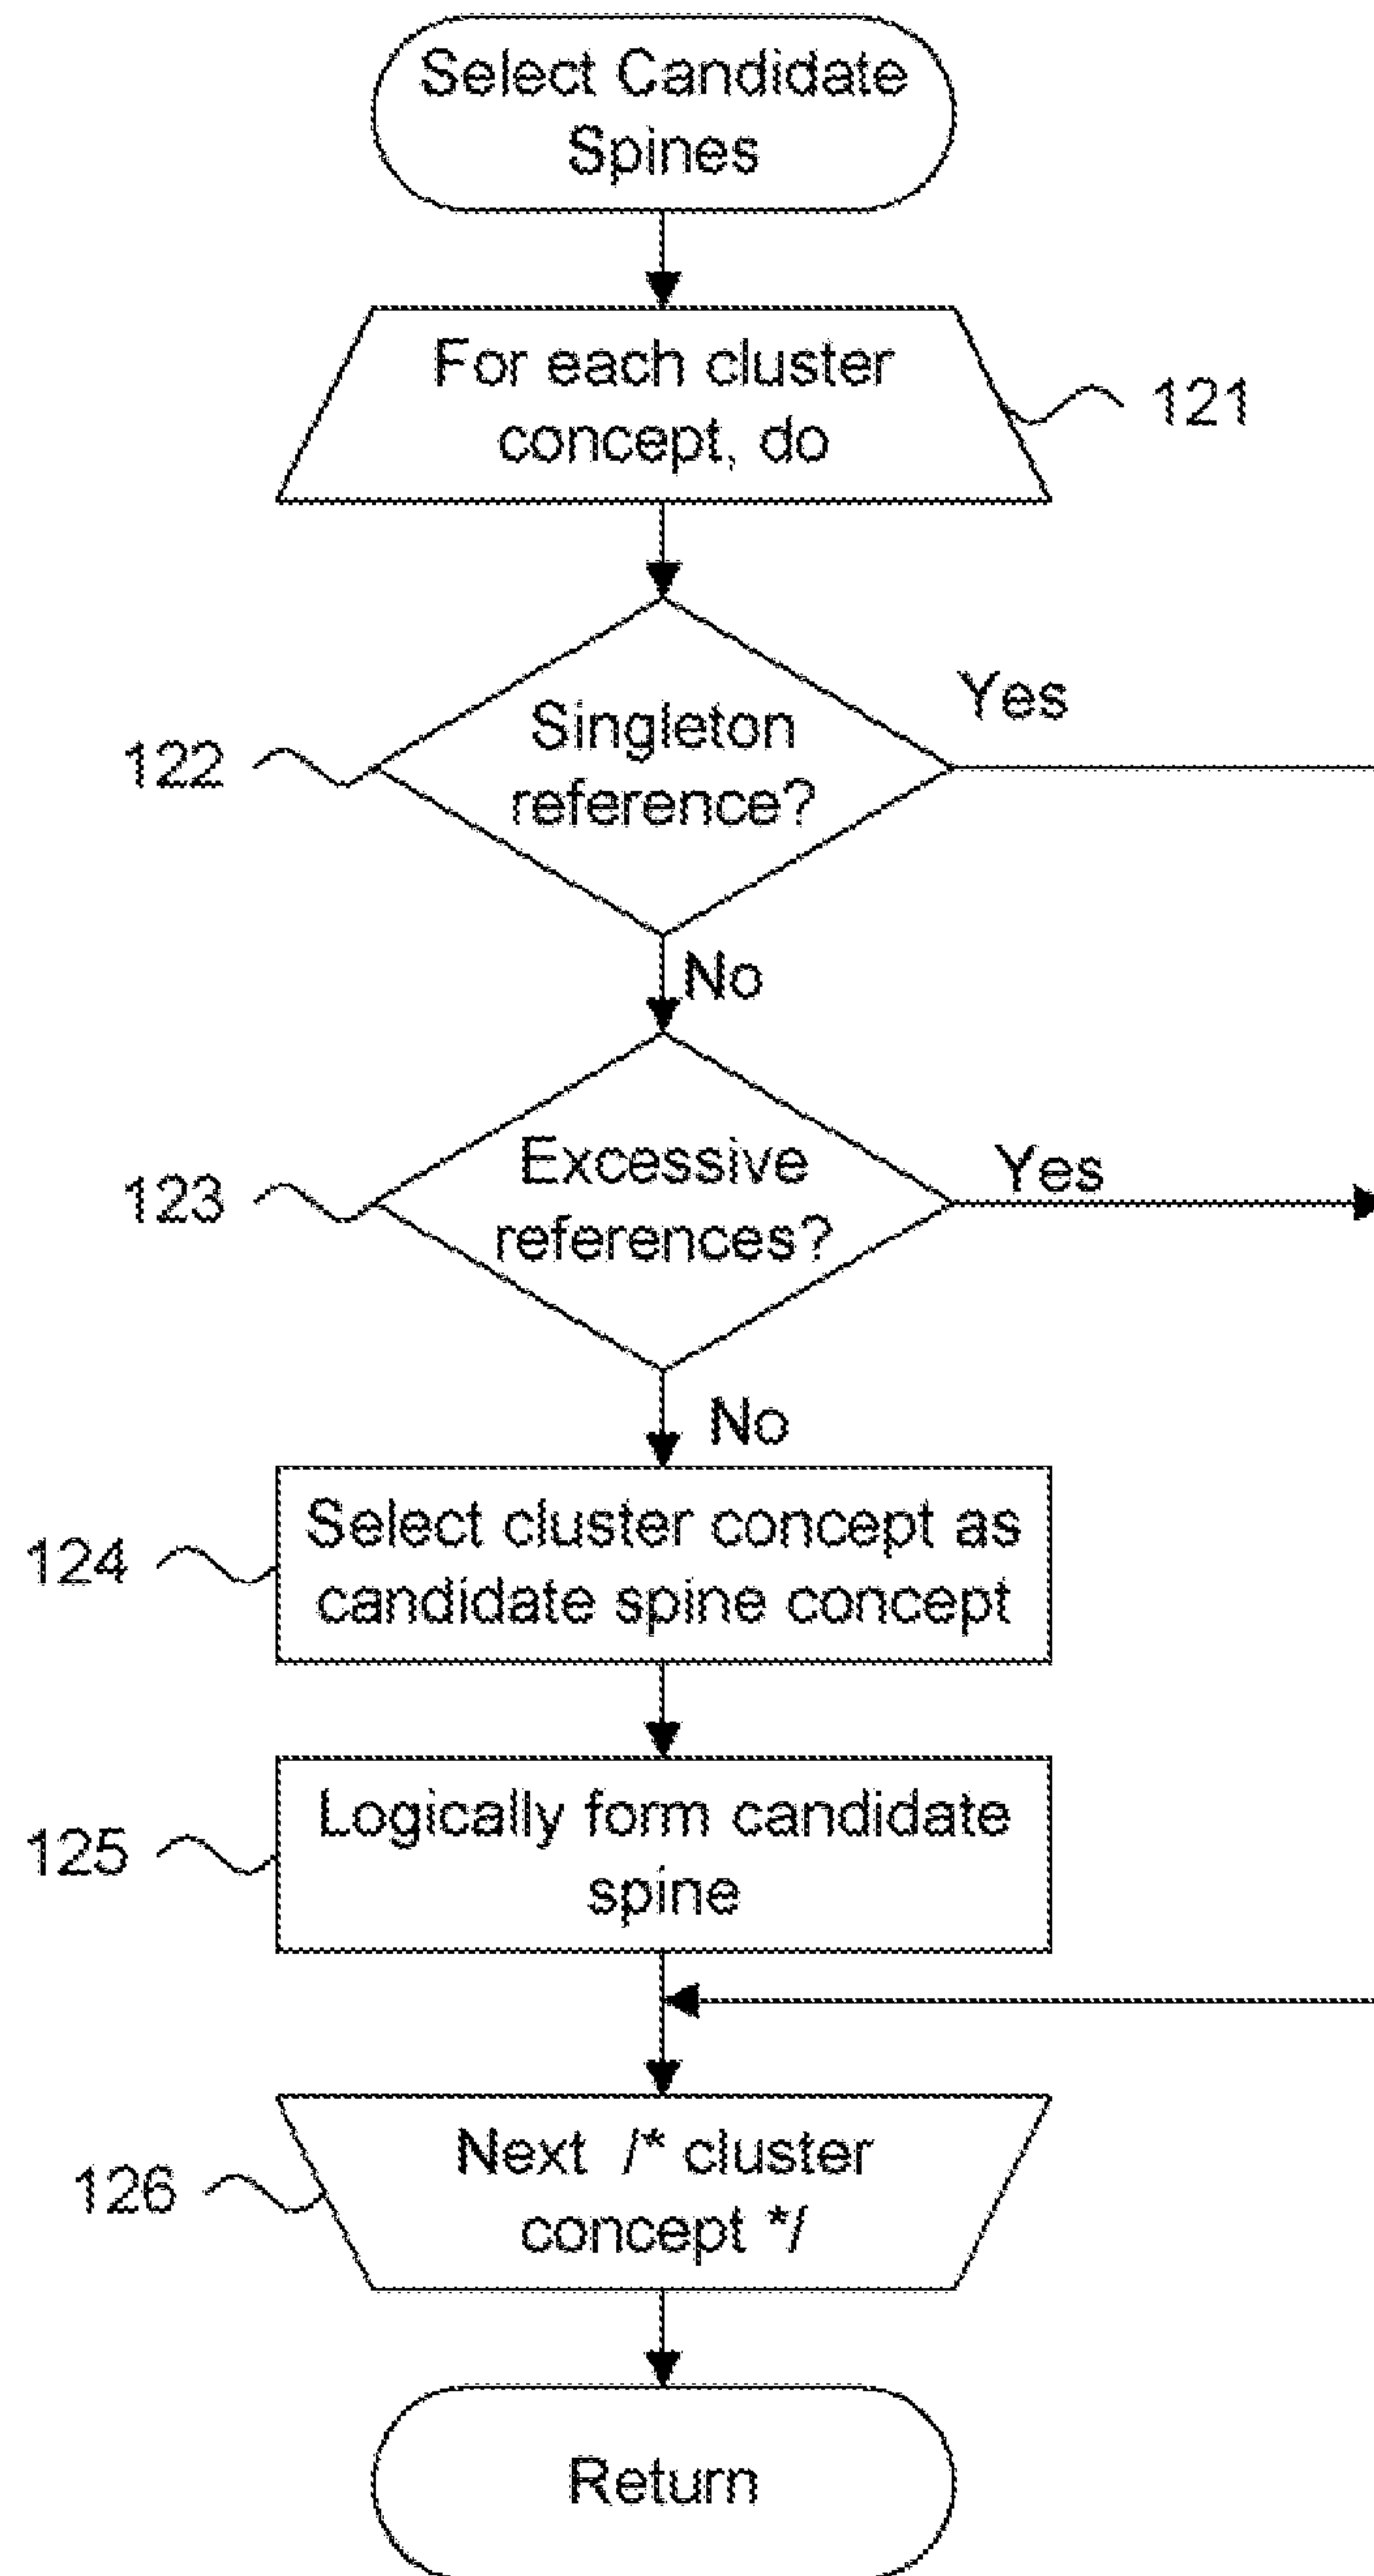 Select Candidate
Spines
For each cluster
concept, do
121
Singleton
reference?
Yes
122
No
Excessive
references?
Yes
123
No
Select cluster concept as
candidate spine concept
124
Logically form candidate
spine
125
Next /* cluster
concept */
126
Return